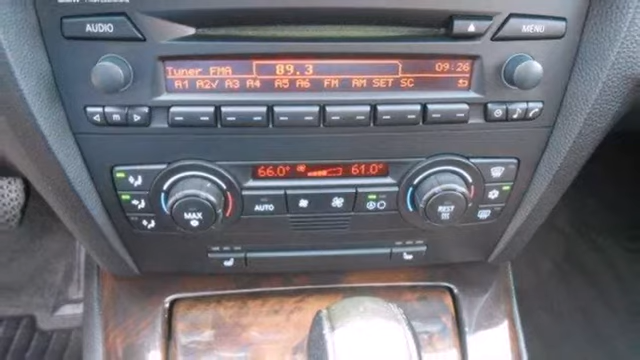 PROFESSIONAL
AUDIO
MENU
Tuner FMA 89.3 09:26
A1 A2√ A3 A4 A5 A6 FM AM SET SC
66.0° 61.0°
MAX
AUTO
REST